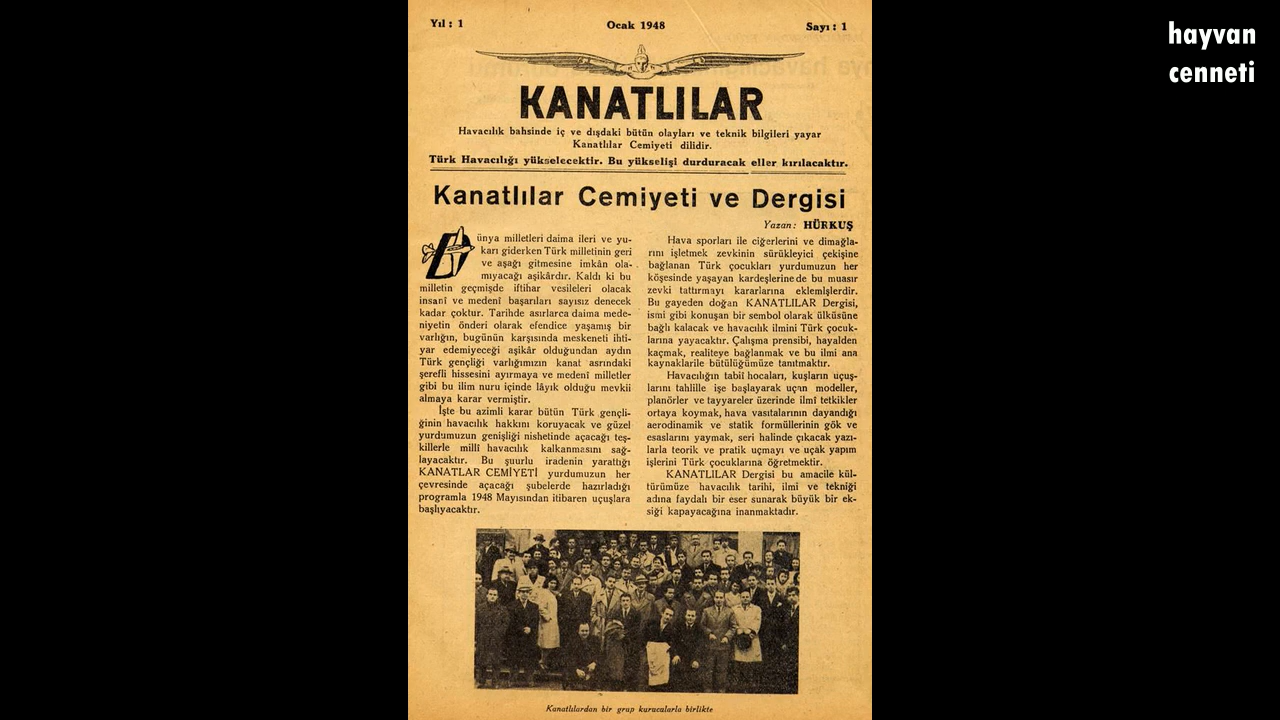 Yıl : 1 Ocak 1948 Sayı : 1
KANATLILAR
Havacılık bahsinde iç ve dışdaki bütün olayları ve teknik bilgileri yayar
Kanatlılar Cemiyeti dilidir.
Türk Havacılığı yükselecektir. Bu yükselişi durduracak eller kırılacaktır.
Kanatlılar Cemiyeti ve Dergisi
Yazan : HÜRKUŞ
Dünya milletleri daima ileri ve yu-
karı giderken Türk milletinin geri
ve aşağı gitmesine imkân ola-
mıyacağı aşikârdır. Kaldı ki bu
milletin geçmişde iftihar vesileleri olacak
insanî ve medenî başarıları sayısız denecek
kadar çoktur. Tarihde asırlarca daima mede-
niyetin önderi olarak efendice yaşamış bir
varlığın, bugünün karşısında meskeneti ihti-
yar edemiyeceği aşikâr olduğundan aydın
Türk gençliği varlığımızın kanat asrındaki
şerefli hissesini ayırmaya ve medenî milletler
gibi bu ilim nuru içinde lâyık olduğu mevkii
almaya karar vermiştir.
İşte bu azimli karar bütün Türk gençli-
ğinin havacılık hakkını koruyacak ve güzel
yurdumuzun genişliği nishetinde açacağı teş-
killerle millî havacılık kalkanmasını sağ-
layacaktır. Bu şuurlu iradenin yarattığı
KANATLAR CEMİYETİ yurdumuzun her
çevresinde açacağı şubelerde hazırladığı
programla 1948 Mayısından itibaren uçuşlara
başlıyacaktır.
Hava sporları ile ciğerlerini ve dimağla-
rını işletmek zevkinin sürükleyici çekişine
bağlanan Türk çocukları yurdumuzun her
köşesinde yaşayan kardeşlerine de bu muasır
zevki tattırmayı kararlarına eklemişlerdir.
Bu gayeden doğan KANATLILAR Dergisi,
ismi gibi konuşan bir sembol olarak ülküsüne
bağlı kalacak ve havacılık ilmini Türk çocuk-
larına yayacaktır. Çalışma prensibi, hayalden
kaçmak, realiteye bağlanmak ve bu ilmi ana
kaynaklarile bütülüğümüze tanıtmaktır.
Havacılığın tabiî hocaları, kuşların uçuş-
larını tahlille işe başlayarak uçan modeller,
planörler ve tayyareler üzerinde ilmî tetkikler
ortaya koymak, hava vasıtalarının dayandığı
aerodinamik ve statik formüllerinin gök ve
esaslarını yaymak, seri halinde çıkacak yazı-
larla teorik ve pratik uçmayı ve uçak yapım
işlerini Türk çocuklarına öğretmektir.
KANATLILAR Dergisi bu amacile kül-
türümüze havacılık tarihi, ilmi ve tekniği
adına faydalı bir eser sunarak büyük bir ek-
siği kapayacağına inanmaktadır.
Kanatlılardan bir grup kurucularla birlikte
hayvan
cenneti